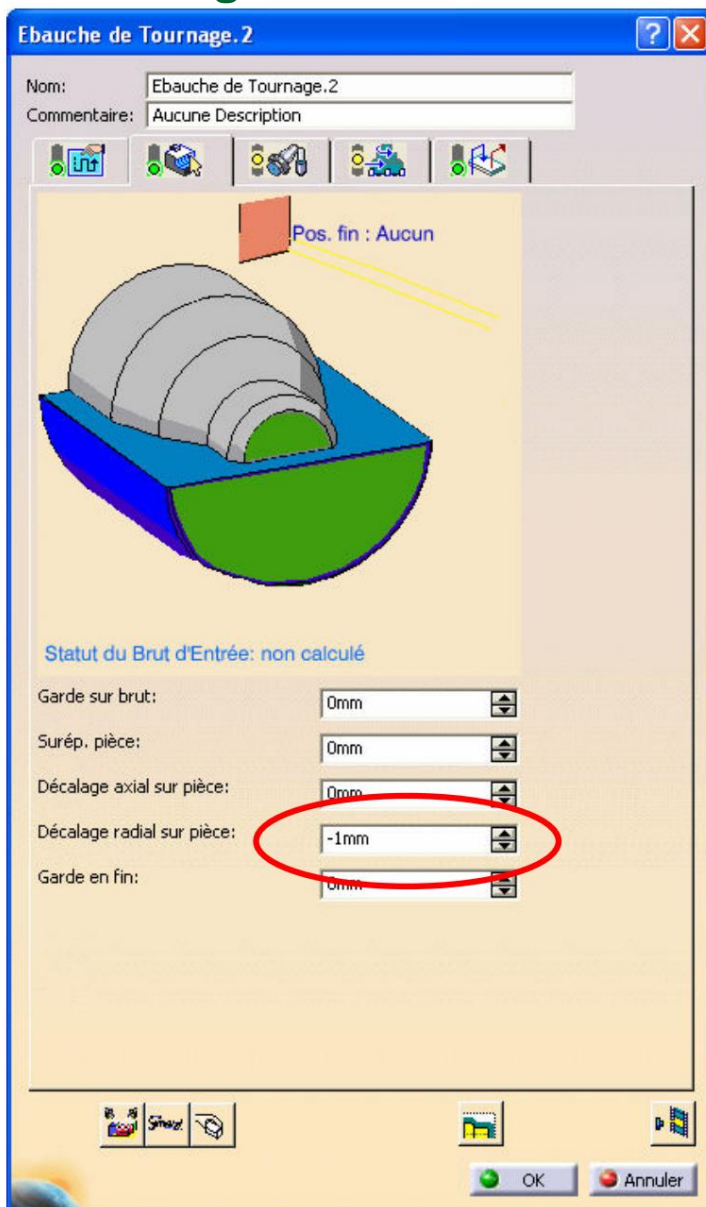 Ebauche de Tournage.2
Nom: Ebauche de Tournage.2
Commentaire: Aucune Description
Pos. fin : Aucun
Statut du Brut d'Entrée: non calculé
Garde sur brut: 0mm
Surép. pièce: 0mm
Décalage axial sur pièce: 0mm
Décalage radial sur pièce: -1mm
Garde en fin: 0mm
OK Annuler